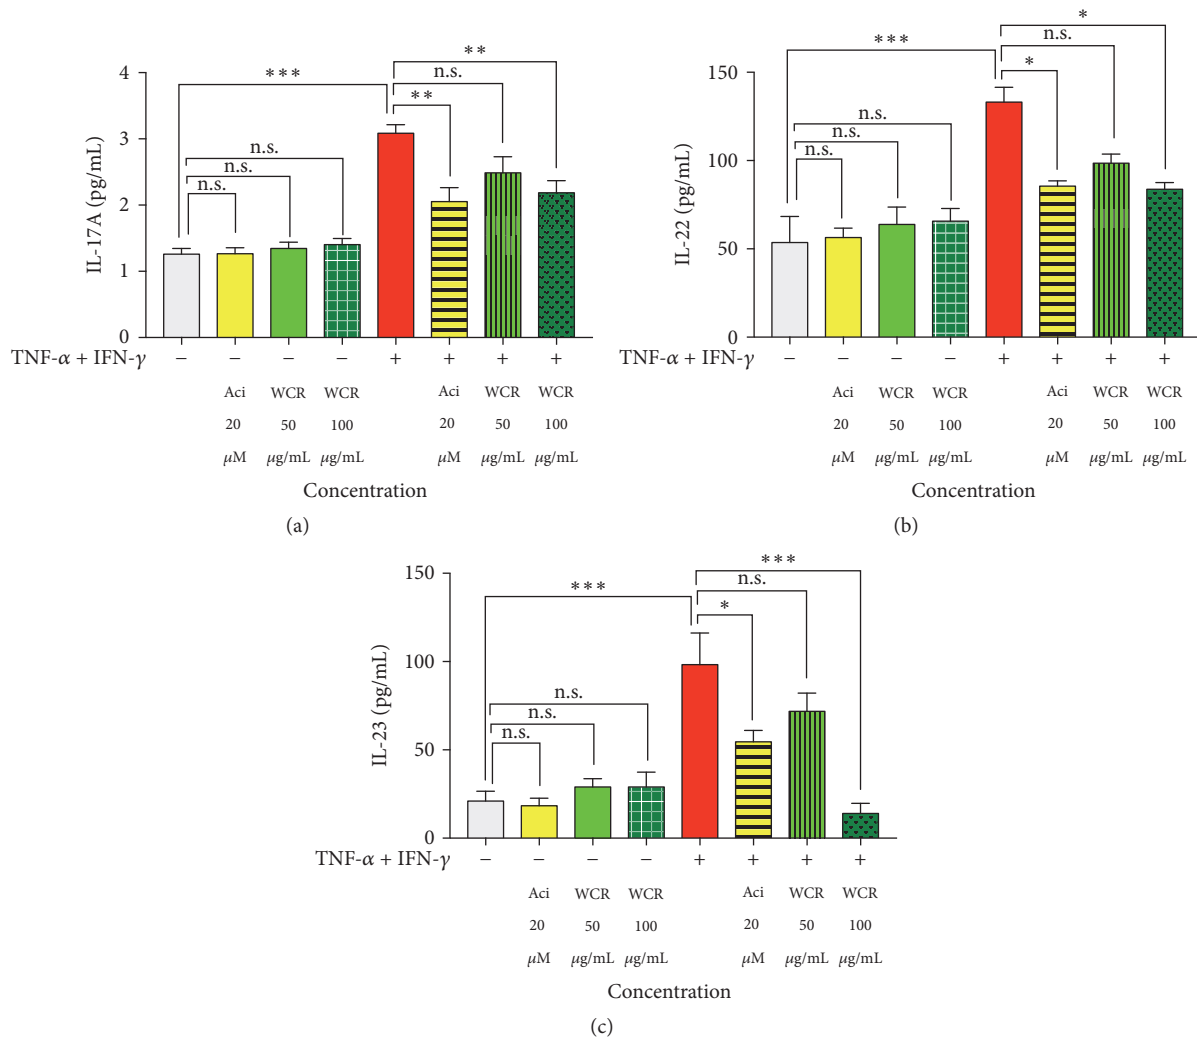 ***
**
n.s.
**
n.s.
n.s.
n.s.
4
3
2
1
0
IL-17A (pg/mL)
TNF-α + IFN-γ − − − − + + + +
Aci WCR WCR Aci WCR WCR
20 50 100 20 50 100
μM μg/mL μg/mL μM μg/mL μg/mL
Concentration
(a)
*
n.s.
***
*
n.s.
n.s.
n.s.
150
100
50
0
IL-22 (pg/mL)
TNF-α + IFN-γ − − − − + + + +
Aci WCR WCR Aci WCR WCR
20 50 100 20 50 100
μM μg/mL μg/mL μM μg/mL μg/mL
Concentration
(b)
***
n.s.
***
*
n.s.
n.s.
n.s.
150
100
50
0
IL-23 (pg/mL)
TNF-α + IFN-γ − − − − + + + +
Aci WCR WCR Aci WCR WCR
20 50 100 20 50 100
μM μg/mL μg/mL μM μg/mL μg/mL
Concentration
(c)